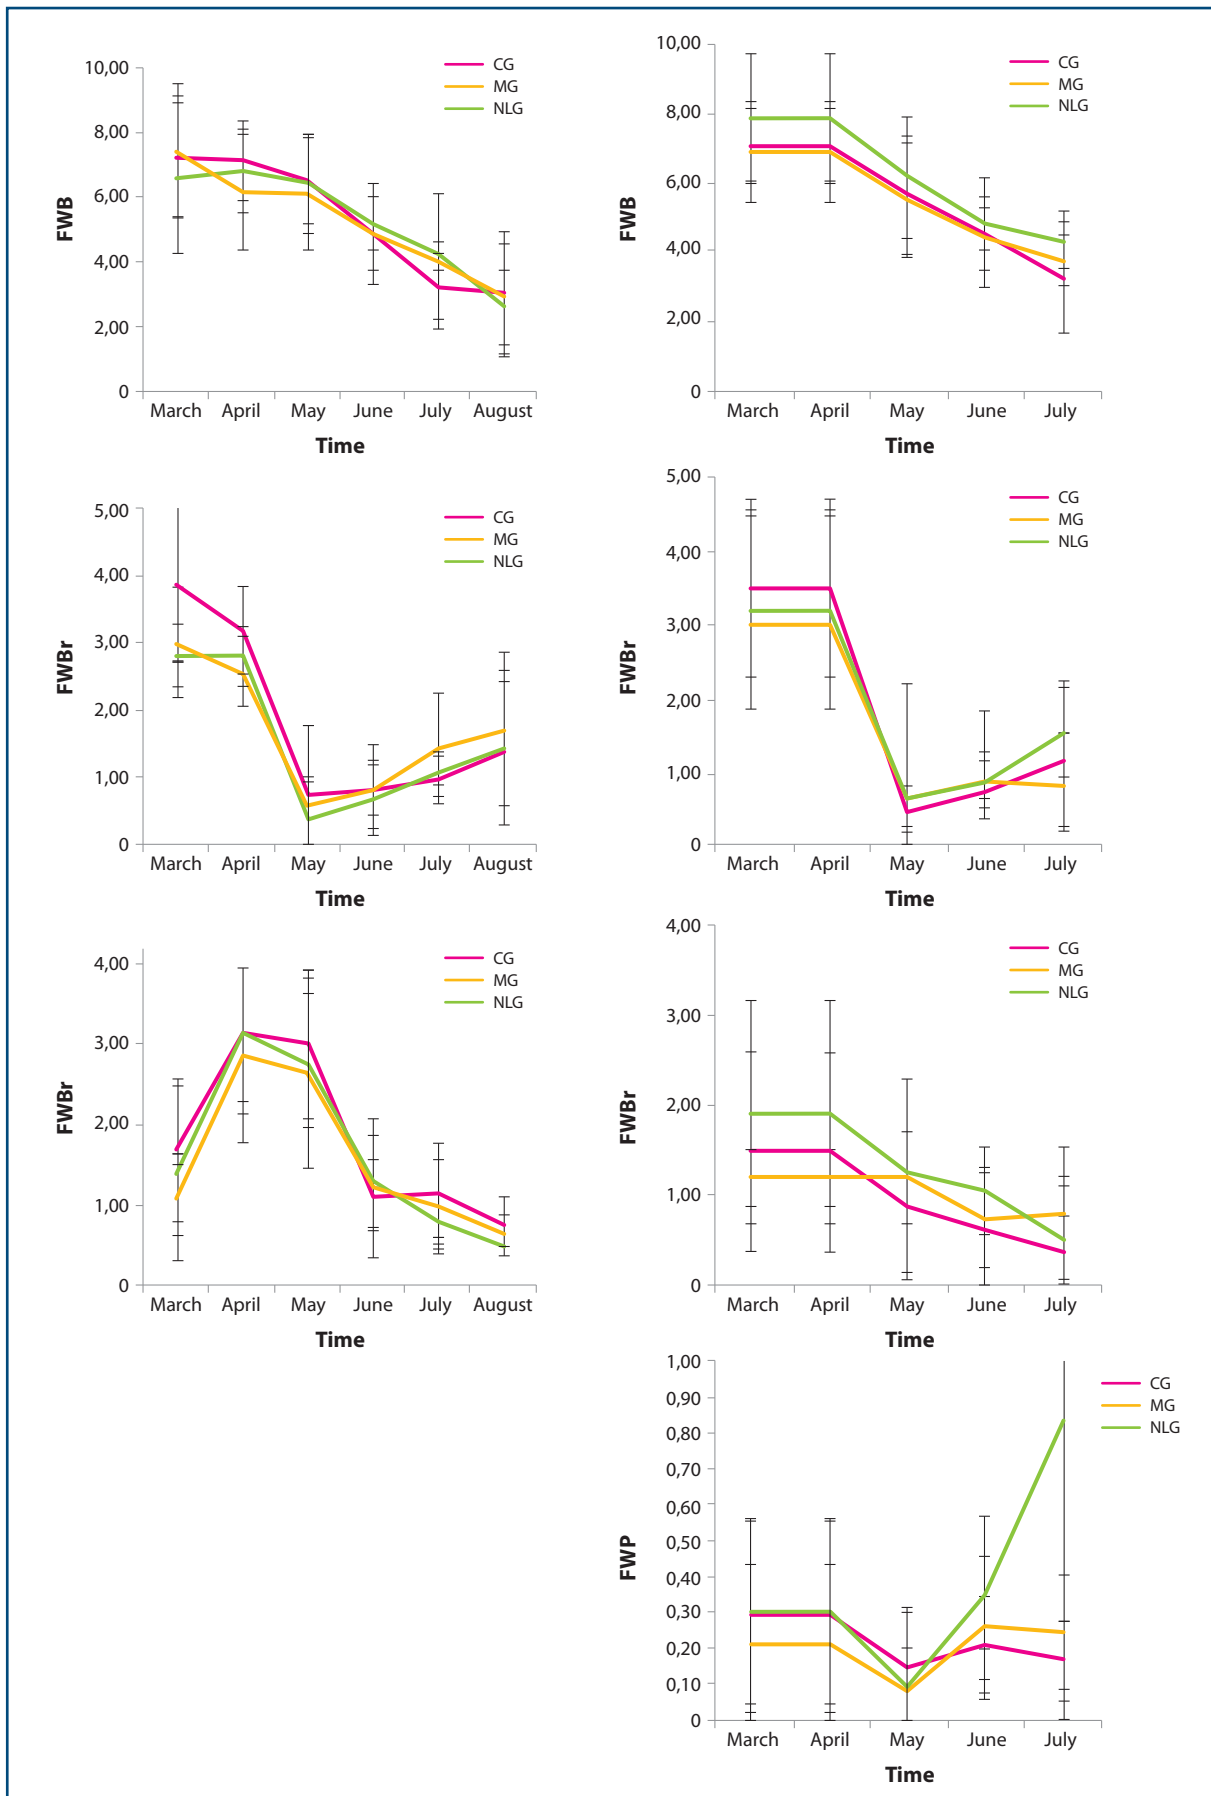 10,00
8,00
6,00
4,00
2,00
0
FWB
CG
MG
NLG
March April May June July August
Time
10,00
8,00
6,00
4,00
2,00
0
FWB
CG
MG
NLG
March April May June July
Time
5,00
4,00
3,00
2,00
1,00
0
FWBr
CG
MG
NLG
March April May June July August
Time
5,00
4,00
3,00
2,00
1,00
0
FWBr
CG
MG
NLG
March April May June July
Time
4,00
3,00
2,00
1,00
0
FWBr
CG
MG
NLG
March April May June July August
Time
4,00
3,00
2,00
1,00
0
FWBr
CG
MG
NLG
March April May June July
Time
1,00
0,90
0,80
0,70
0,60
0,50
0,40
0,30
0,20
0,10
0
FWP
CG
MG
NLG
March April May June July
Time